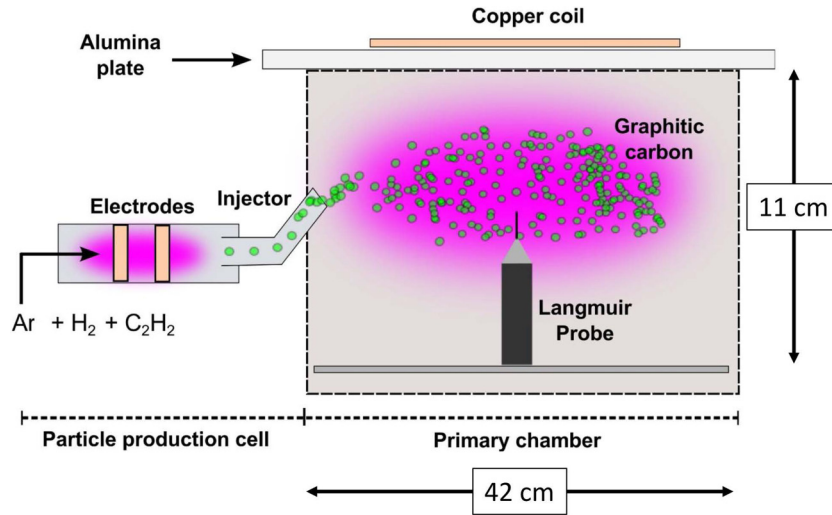 Copper coil
Alumina
plate
Graphitic
carbon
Injector
Electrodes
11 cm
Langmuir
Probe
Ar + H₂ + C₂H₂
Particle production cell
Primary chamber
42 cm